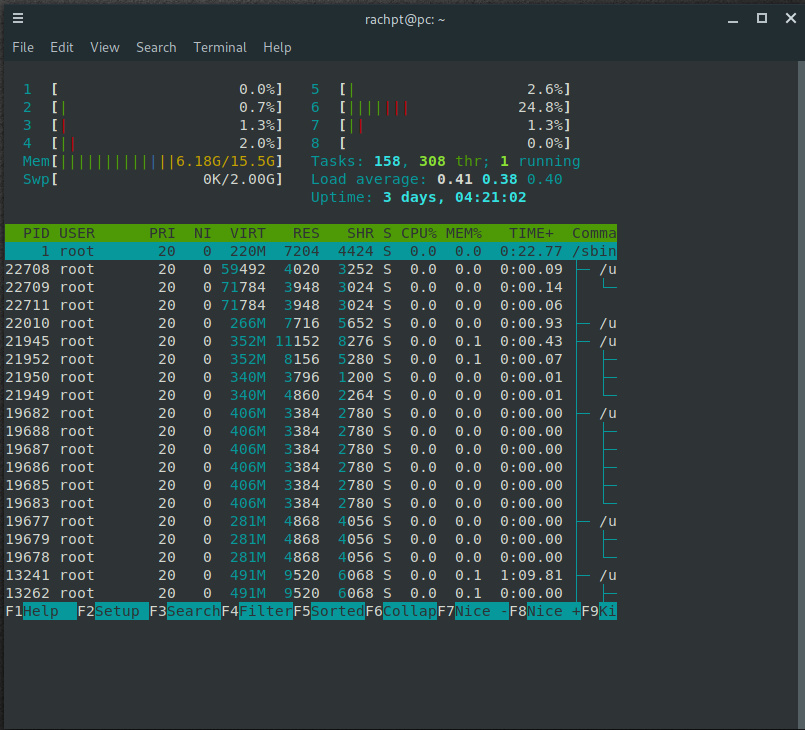 rachpt@pc: ~
File Edit View Search Terminal Help
1 [ 0.0%] 5 [| 2.6%]
2 [| 0.7%] 6 [||||||| 24.8%]
3 [| 1.3%] 7 [|| 1.3%]
4 [|| 2.0%] 8 [ 0.0%]
Mem[|||||||||||||6.18G/15.5G] Tasks: 158, 308 thr; 1 running
Swp[ 0K/2.00G] Load average: 0.41 0.38 0.40
Uptime: 3 days, 04:21:02
PID USER PRI NI VIRT RES SHR S CPU% MEM% TIME+ Comma
1 root 20 0 220M 7204 4424 S 0.0 0.0 0:22.77 /sbin
22708 root 20 0 59492 4020 3252 S 0.0 0.0 0:00.09 ├─ /u
22709 root 20 0 71784 3948 3024 S 0.0 0.0 0:00.14 │ └─
22711 root 20 0 71784 3948 3024 S 0.0 0.0 0:00.06 │
22010 root 20 0 266M 7716 5652 S 0.0 0.0 0:00.93 ├─ /u
21945 root 20 0 352M 11152 8276 S 0.0 0.1 0:00.43 ├─ /u
21952 root 20 0 352M 8156 5280 S 0.0 0.1 0:00.07 │ ├─
21950 root 20 0 340M 3796 1200 S 0.0 0.0 0:00.01 │ ├─
21949 root 20 0 340M 4860 2264 S 0.0 0.0 0:00.01 │ └─
19682 root 20 0 406M 3384 2780 S 0.0 0.0 0:00.00 ├─ /u
19688 root 20 0 406M 3384 2780 S 0.0 0.0 0:00.00 │ ├─
19687 root 20 0 406M 3384 2780 S 0.0 0.0 0:00.00 │ ├─
19686 root 20 0 406M 3384 2780 S 0.0 0.0 0:00.00 │ ├─
19685 root 20 0 406M 3384 2780 S 0.0 0.0 0:00.00 │ ├─
19683 root 20 0 406M 3384 2780 S 0.0 0.0 0:00.00 │ └─
19677 root 20 0 281M 4868 4056 S 0.0 0.0 0:00.00 ├─ /u
19679 root 20 0 281M 4868 4056 S 0.0 0.0 0:00.00 │ ├─
19678 root 20 0 281M 4868 4056 S 0.0 0.0 0:00.00 │ └─
13241 root 20 0 491M 9520 6068 S 0.0 0.1 1:09.81 ├─ /u
13262 root 20 0 491M 9520 6068 S 0.0 0.1 0:00.00 │ ├─
F1Help F2Setup F3SearchF4FilterF5SortedF6CollapF7Nice -F8Nice +F9Ki